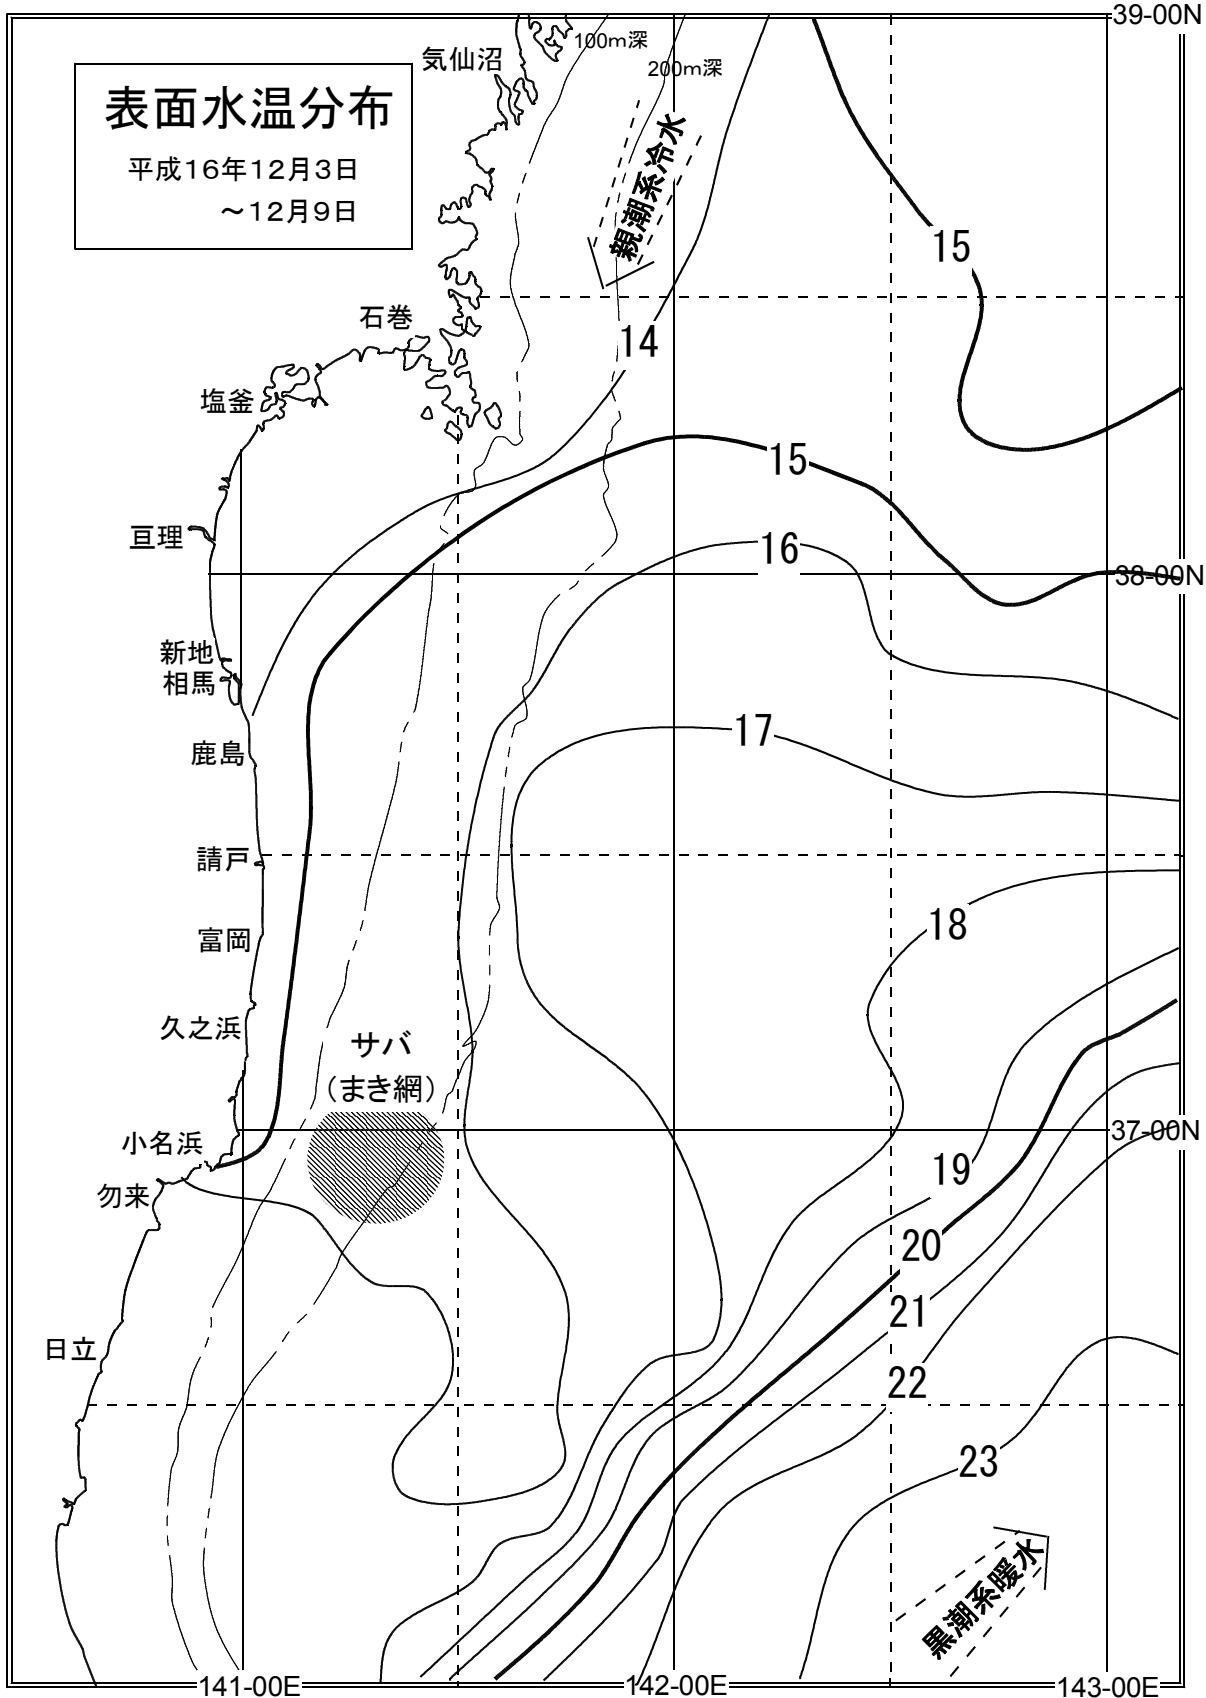 39-00N
100m深
気仙沼
200m深
表面水温分布
平成16年12月3日
～12月9日
親潮系冷水
15
石巻
14
塩釜
15
亘理
16
38-00N
新地
相馬
17
鹿島
請戸
18
富岡
久之浜
サバ
（まき網）
37-00N
小名浜
19
勿来
20
21
日立
22
23
黒潮系暖水
141-00E
142-00E
143-00E